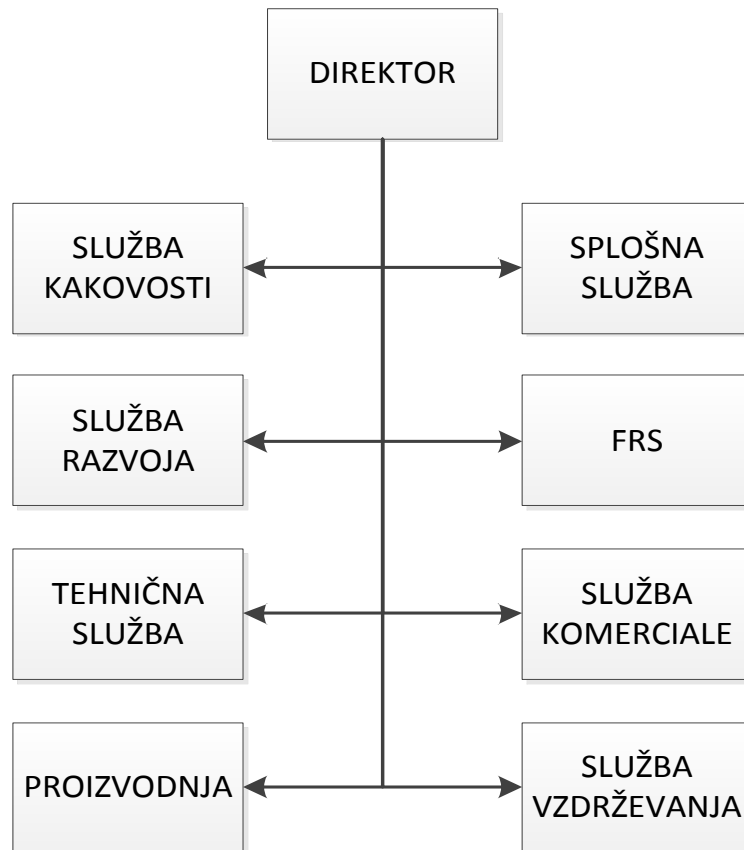 DIREKTOR
SLUŽBA
KAKOVOSTI
SPLOŠNA
SLUŽBA
SLUŽBA
RAZVOJA
FRS
TEHNIČNA
SLUŽBA
SLUŽBA
KOMERCIALE
PROIZVODNJA
SLUŽBA
VZDRŽEVANJA